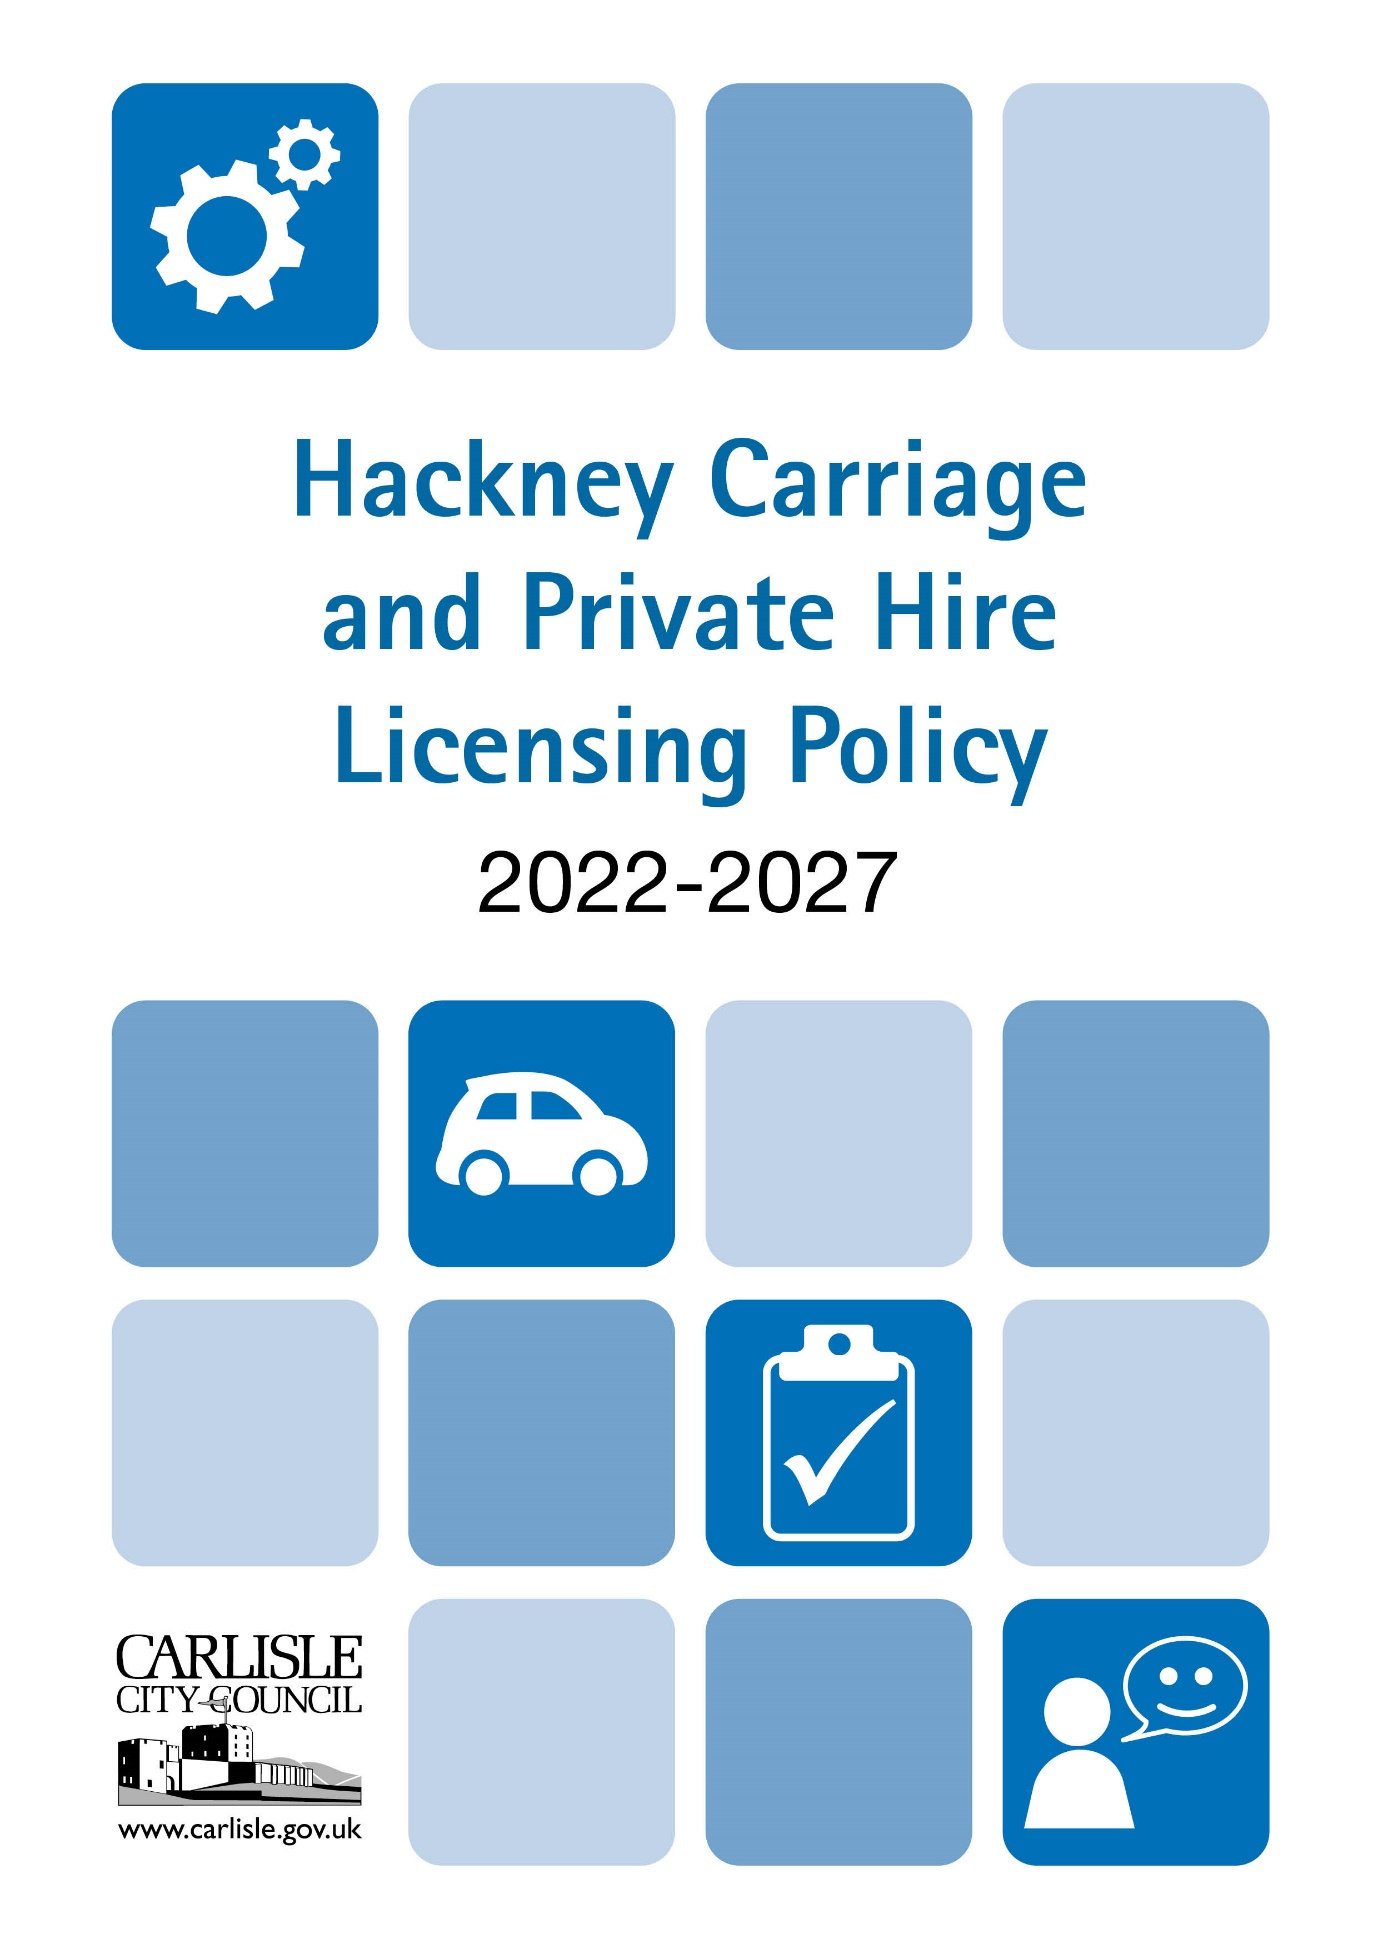 Hackney Carriage
and Private Hire
Licensing Policy
2022-2027
CARLISLE
CITY COUNCIL
www.carlisle.gov.uk